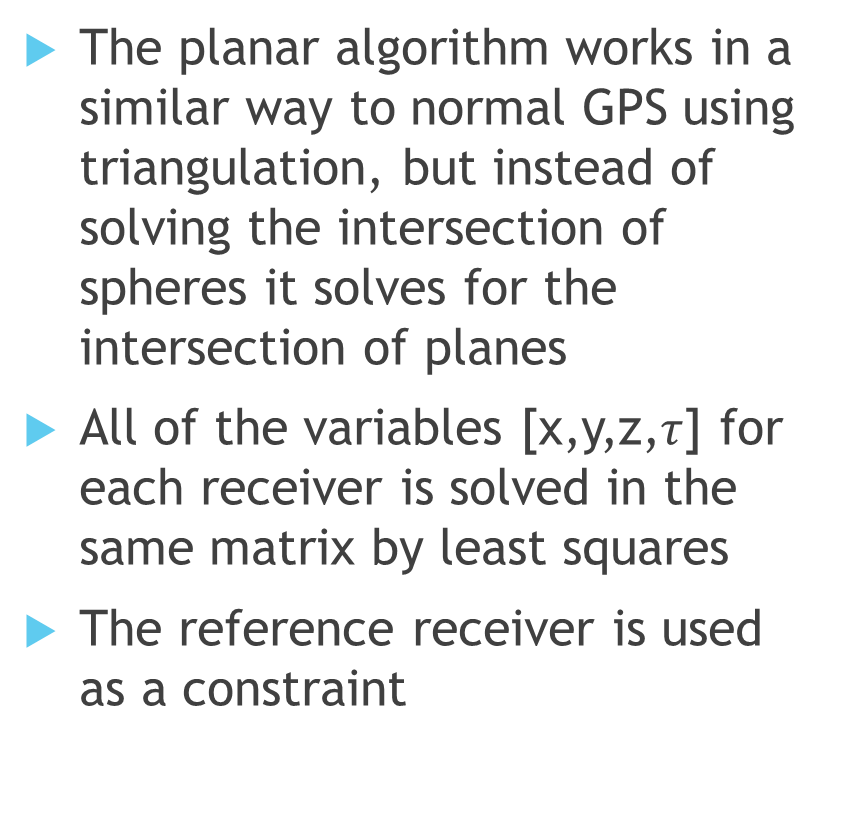 The planar algorithm works in a
similar way to normal GPS using
triangulation, but instead of
solving the intersection of
spheres it solves for the
intersection of planes
All of the variables [x,y,z,τ] for
each receiver is solved in the
same matrix by least squares
The reference receiver is used
as a constraint